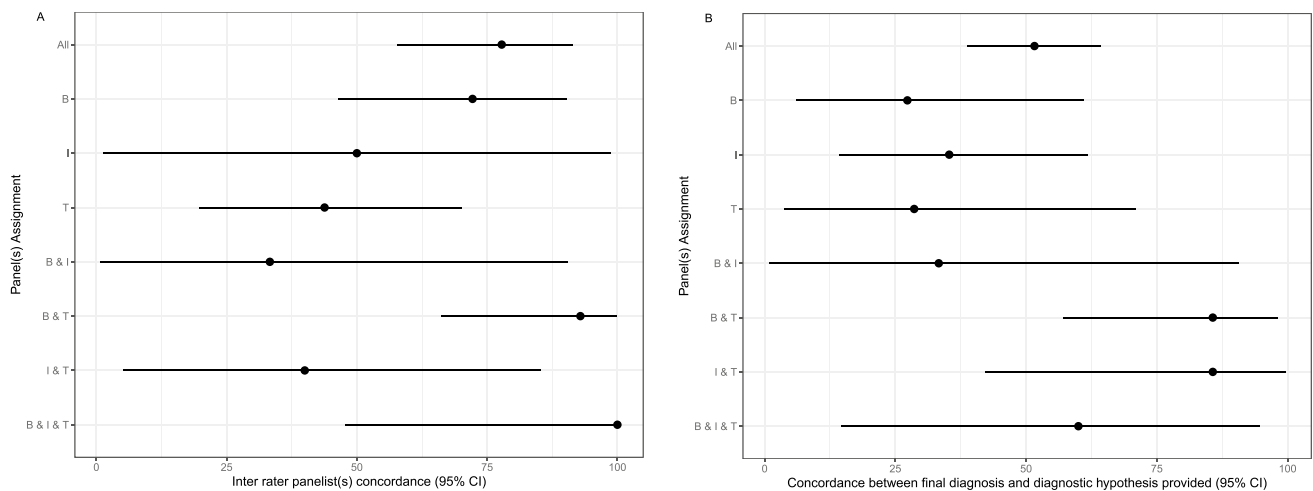 A
All
B
I
T
B & I
B & T
I & T
B & I & T
Panel(s) Assignment
0 25 50 75 100
Inter rater panelist(s) concordance (95% CI)
B
All
B
I
T
B & I
B & T
I & T
B & I & T
Panel(s) Assignment
0 25 50 75 100
Concordance between final diagnosis and diagnostic hypothesis provided (95% CI)